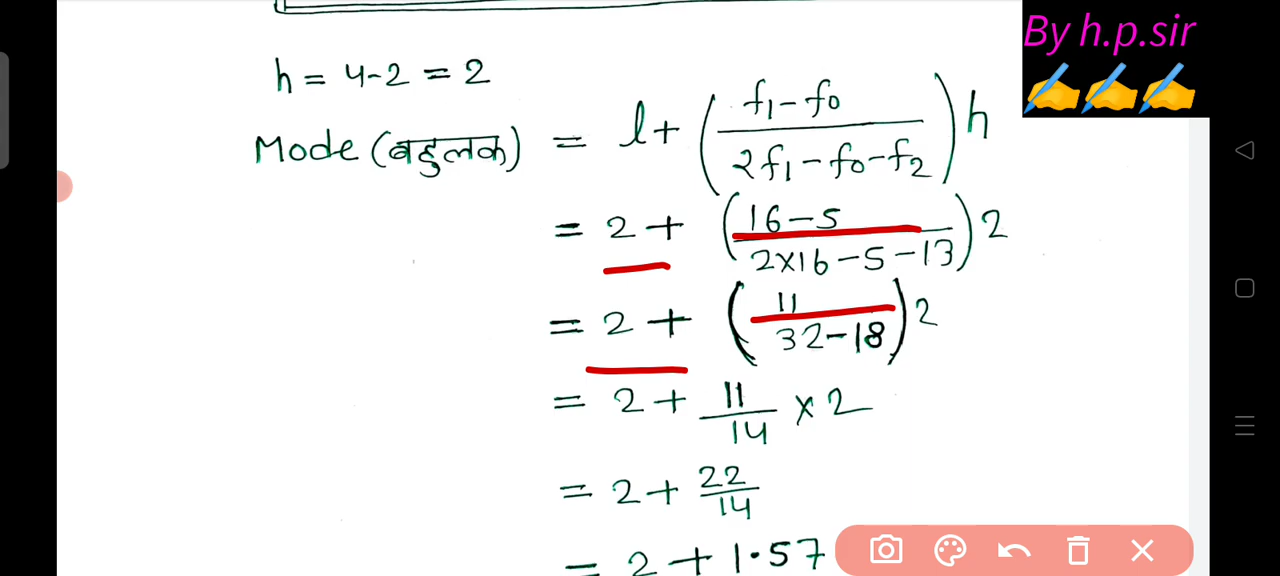 By h.p.sir
h = 4-2 = 2
Mode (बहुलक) = l + (f1 - f0 / 2f1 - f0 - f2) h
= 2 + (16-5 / 2×16-5-13) 2
= 2 + (11 / 32-18) 2
= 2 + 11/14 × 2
= 2 + 22/14
= 2 + 1.57